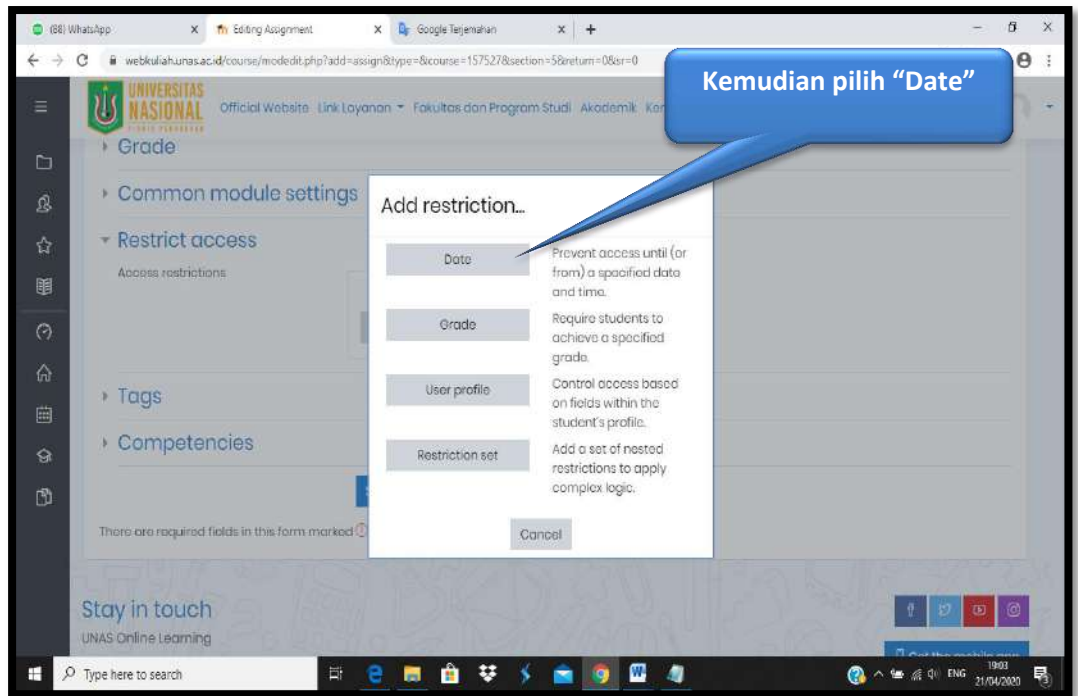 (88) WhatsApp
Editing Assignment
Google Terjemahan
webkuliah.unas.ac.id/course/modedit.php?add=assign&type=&course=157527&section=5&return=0&sr=0
Kemudian pilih “Date”
UNIVERSITAS
NASIONAL
Official Website Link Layanan Fakultas dan Program Studi Akademik
Grade
Common module settings
Add restriction...
Restrict access
Access restrictions
Date
Prevent access until (or
from) a specified date
and time.
Grade
Require students to
achieve a specified
grade.
User profile
Control access based
on fields within the
student's profile.
Tags
Competencies
Restriction set
Add a set of nested
restrictions to apply
complex logic.
There are required fields in this form marked
Cancel
Stay in touch
UNAS Online Learning
Get the mobile app
Type here to search
ENG
19:03
21/04/2020